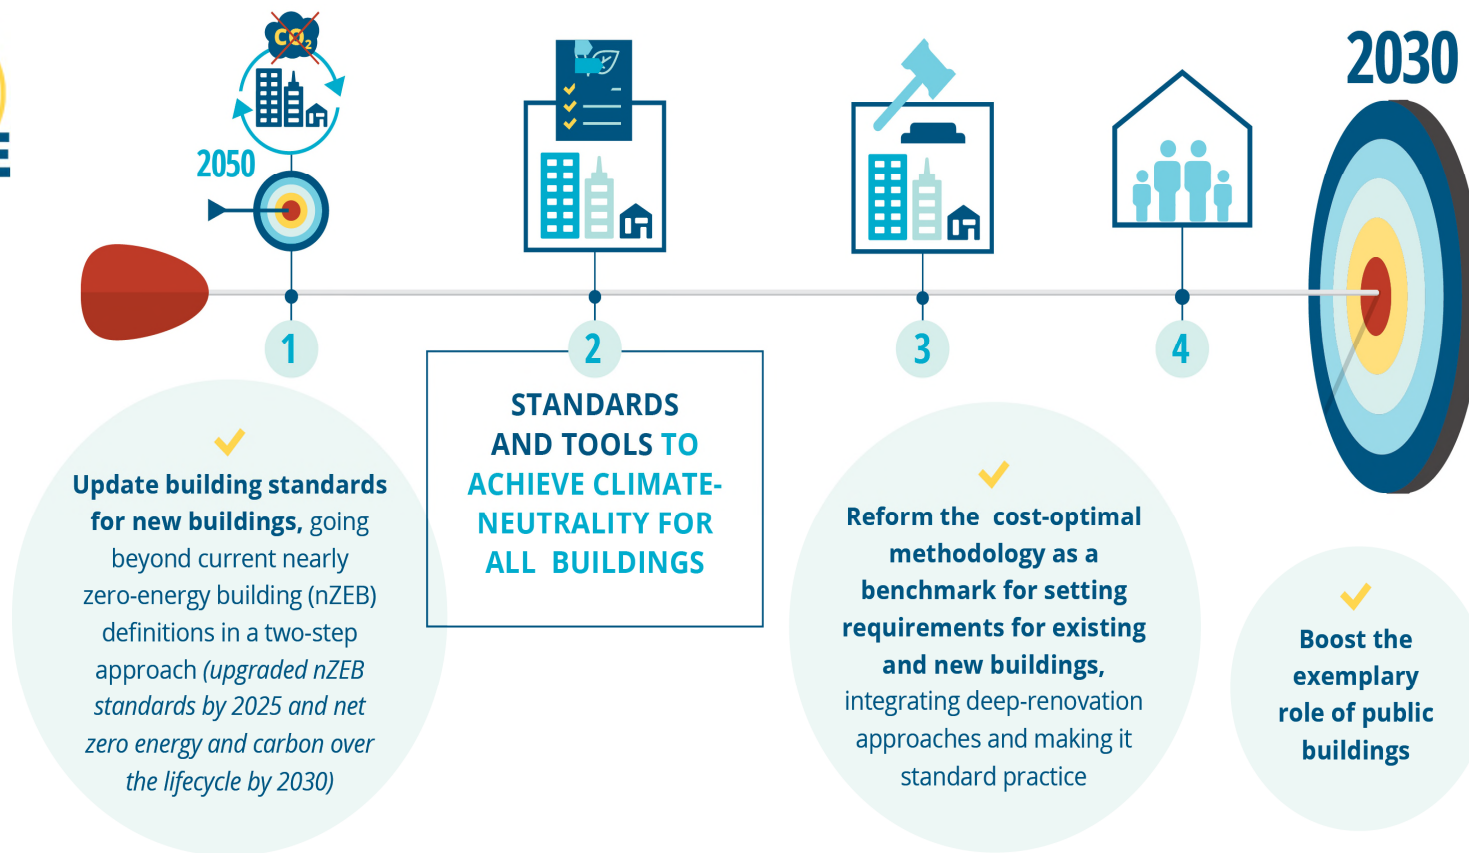 CO₂
2050
2030
1
2
3
4
Update building standards
for new buildings, going
beyond current nearly
zero-energy building (nZEB)
definitions in a two-step
approach (upgraded nZEB
standards by 2025 and net
zero energy and carbon over
the lifecycle by 2030)
STANDARDS
AND TOOLS TO
ACHIEVE CLIMATE-
NEUTRALITY FOR
ALL BUILDINGS
Reform the cost-optimal
methodology as a
benchmark for setting
requirements for existing
and new buildings,
integrating deep-renovation
approaches and making it
standard practice
Boost the
exemplary
role of public
buildings